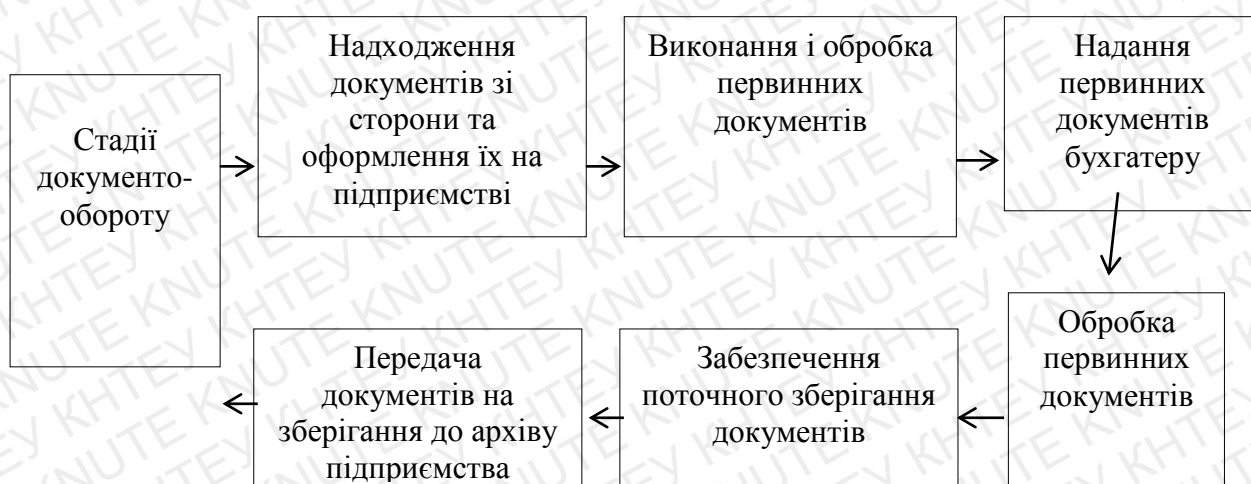 Стадії
документо-
обороту
Надходження
документів зі
сторони та
оформлення їх на
підприємстві
Виконання і обробка
первинних
документів
Надання
первинних
документів
бухгатеру
Обробка
первинних
документів
Забезпечення
поточного зберігання
документів
Передача
документів на
зберігання до архіву
підприємства